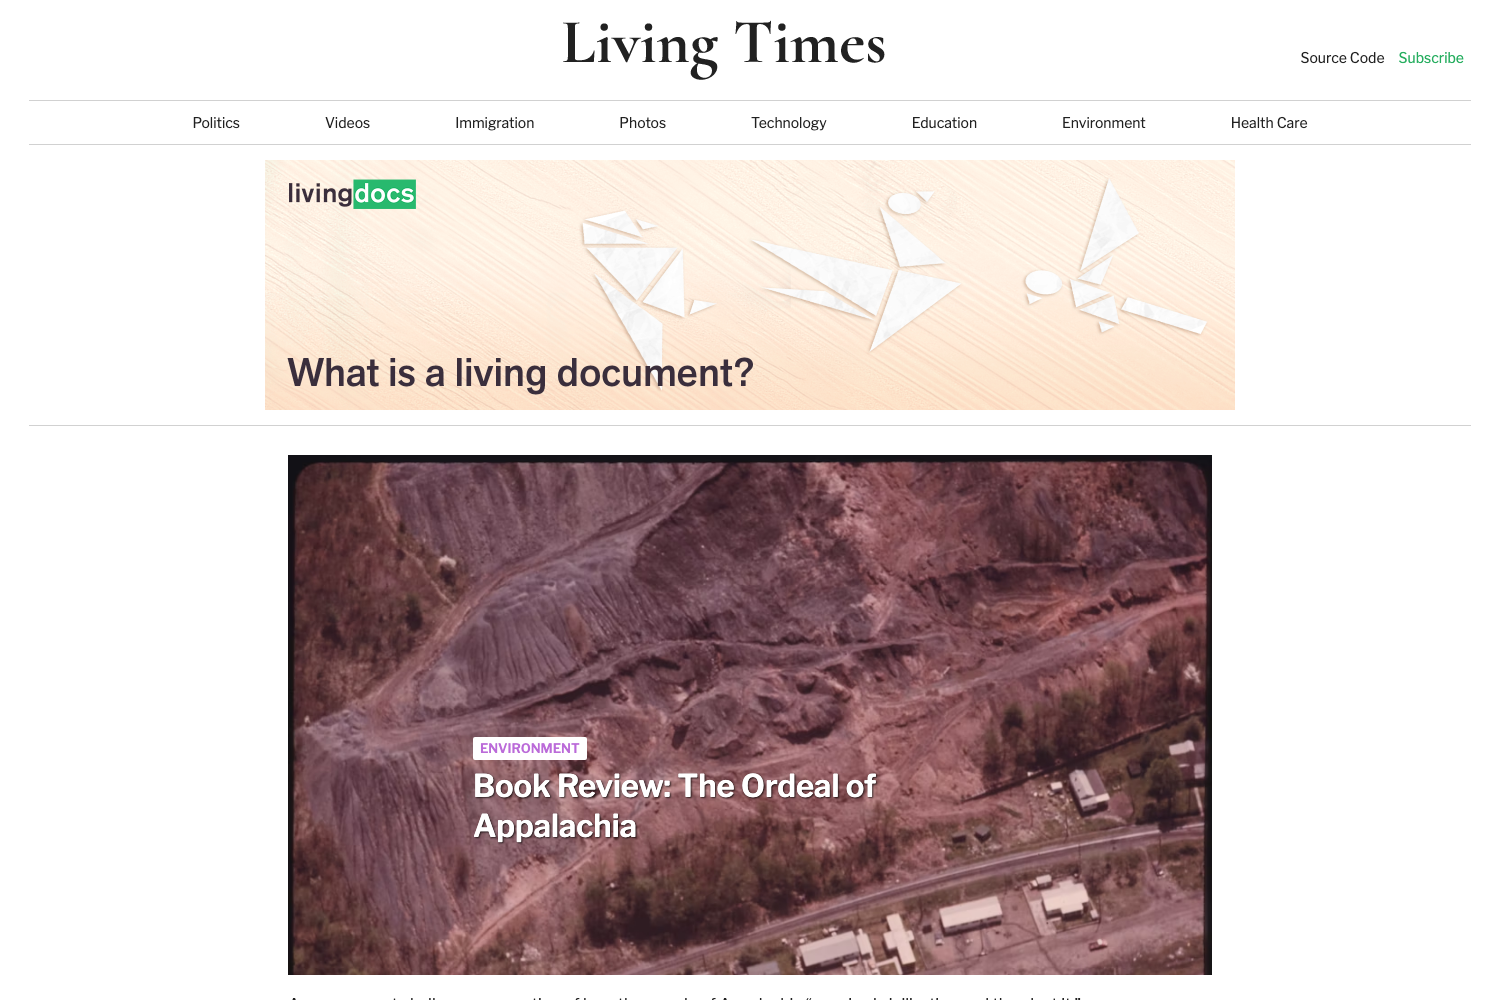 Living Times
Source Code Subscribe
Politics Videos Immigration Photos Technology Education Environment Health Care
livingdocs
What is a living document?
ENVIRONMENT
Book Review: The Ordeal of
Appalachia